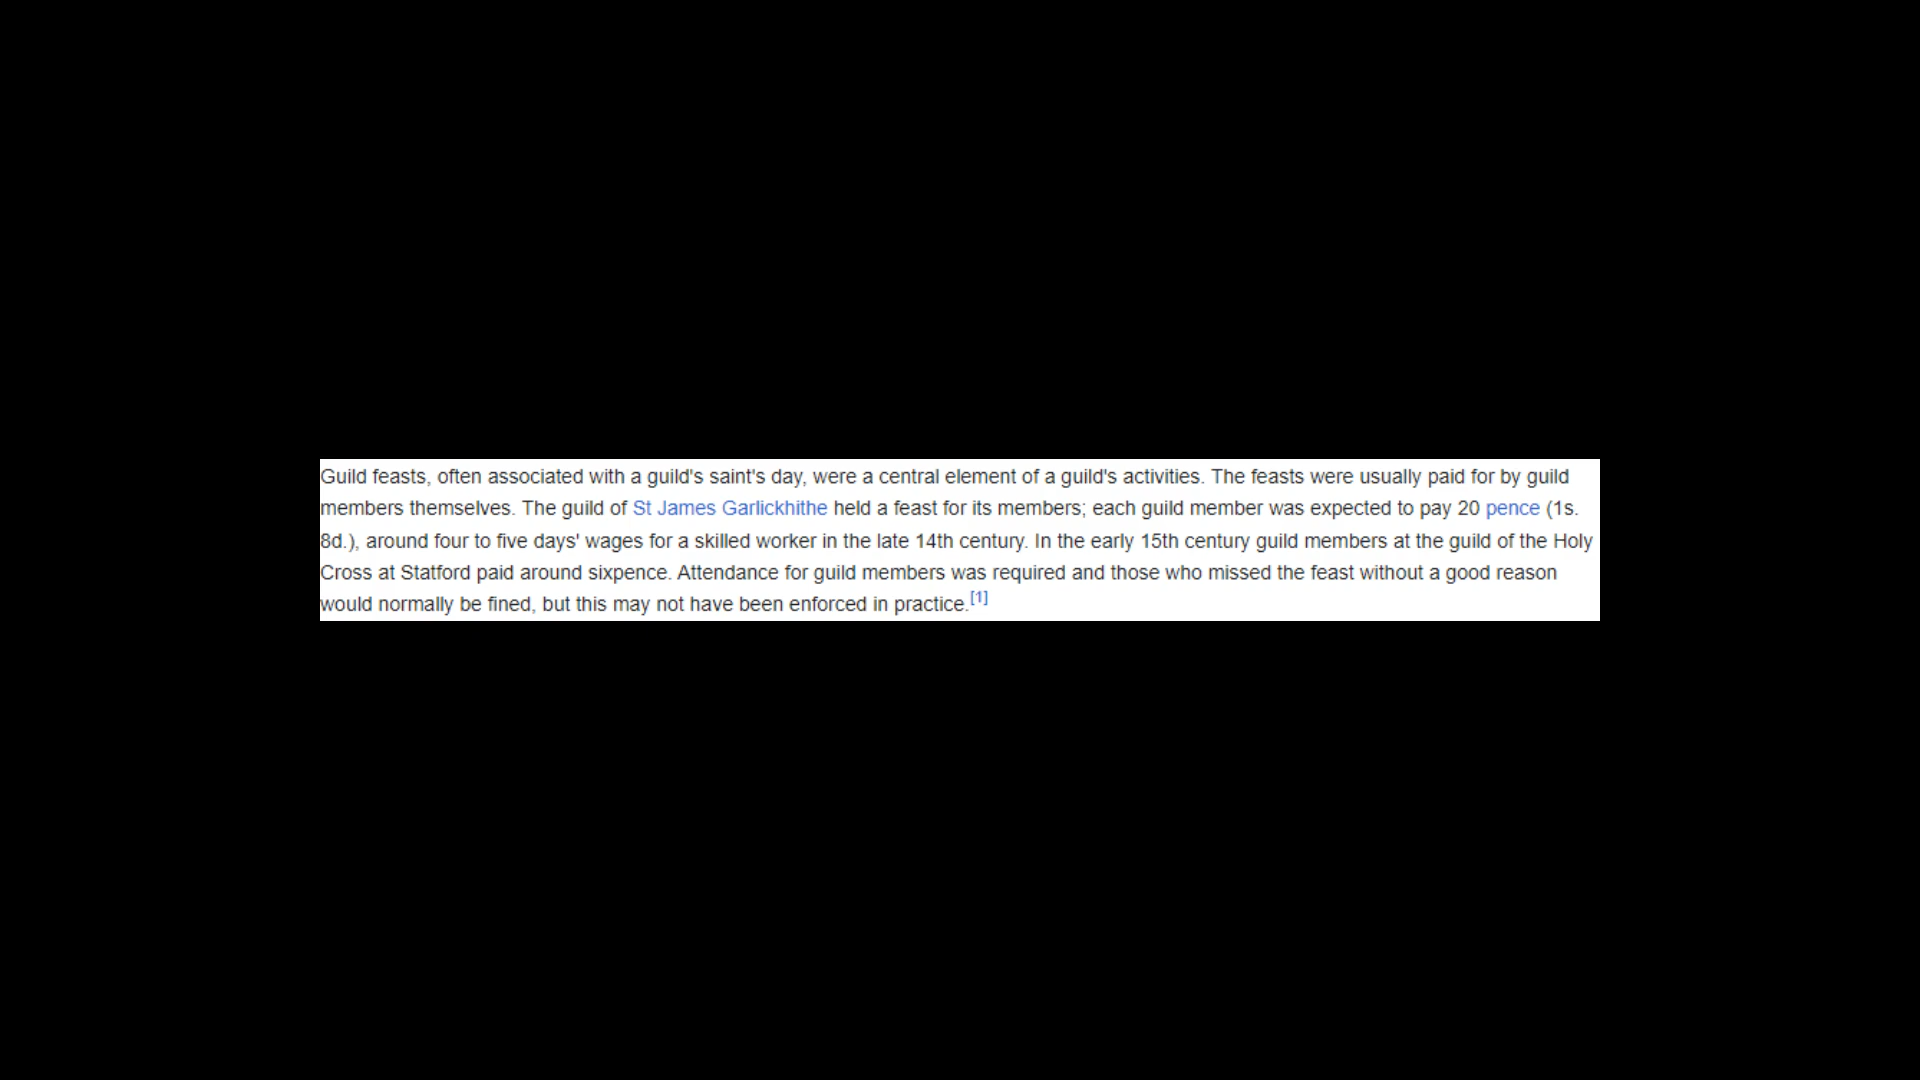 Guild feasts, often associated with a guild's saint's day, were a central element of a guild's activities. The feasts were usually paid for by guild
members themselves. The guild of St James Garlickhithe held a feast for its members; each guild member was expected to pay 20 pence (1s.
8d.), around four to five days' wages for a skilled worker in the late 14th century. In the early 15th century guild members at the guild of the Holy
Cross at Statford paid around sixpence. Attendance for guild members was required and those who missed the feast without a good reason
would normally be fined, but this may not have been enforced in practice.[1]